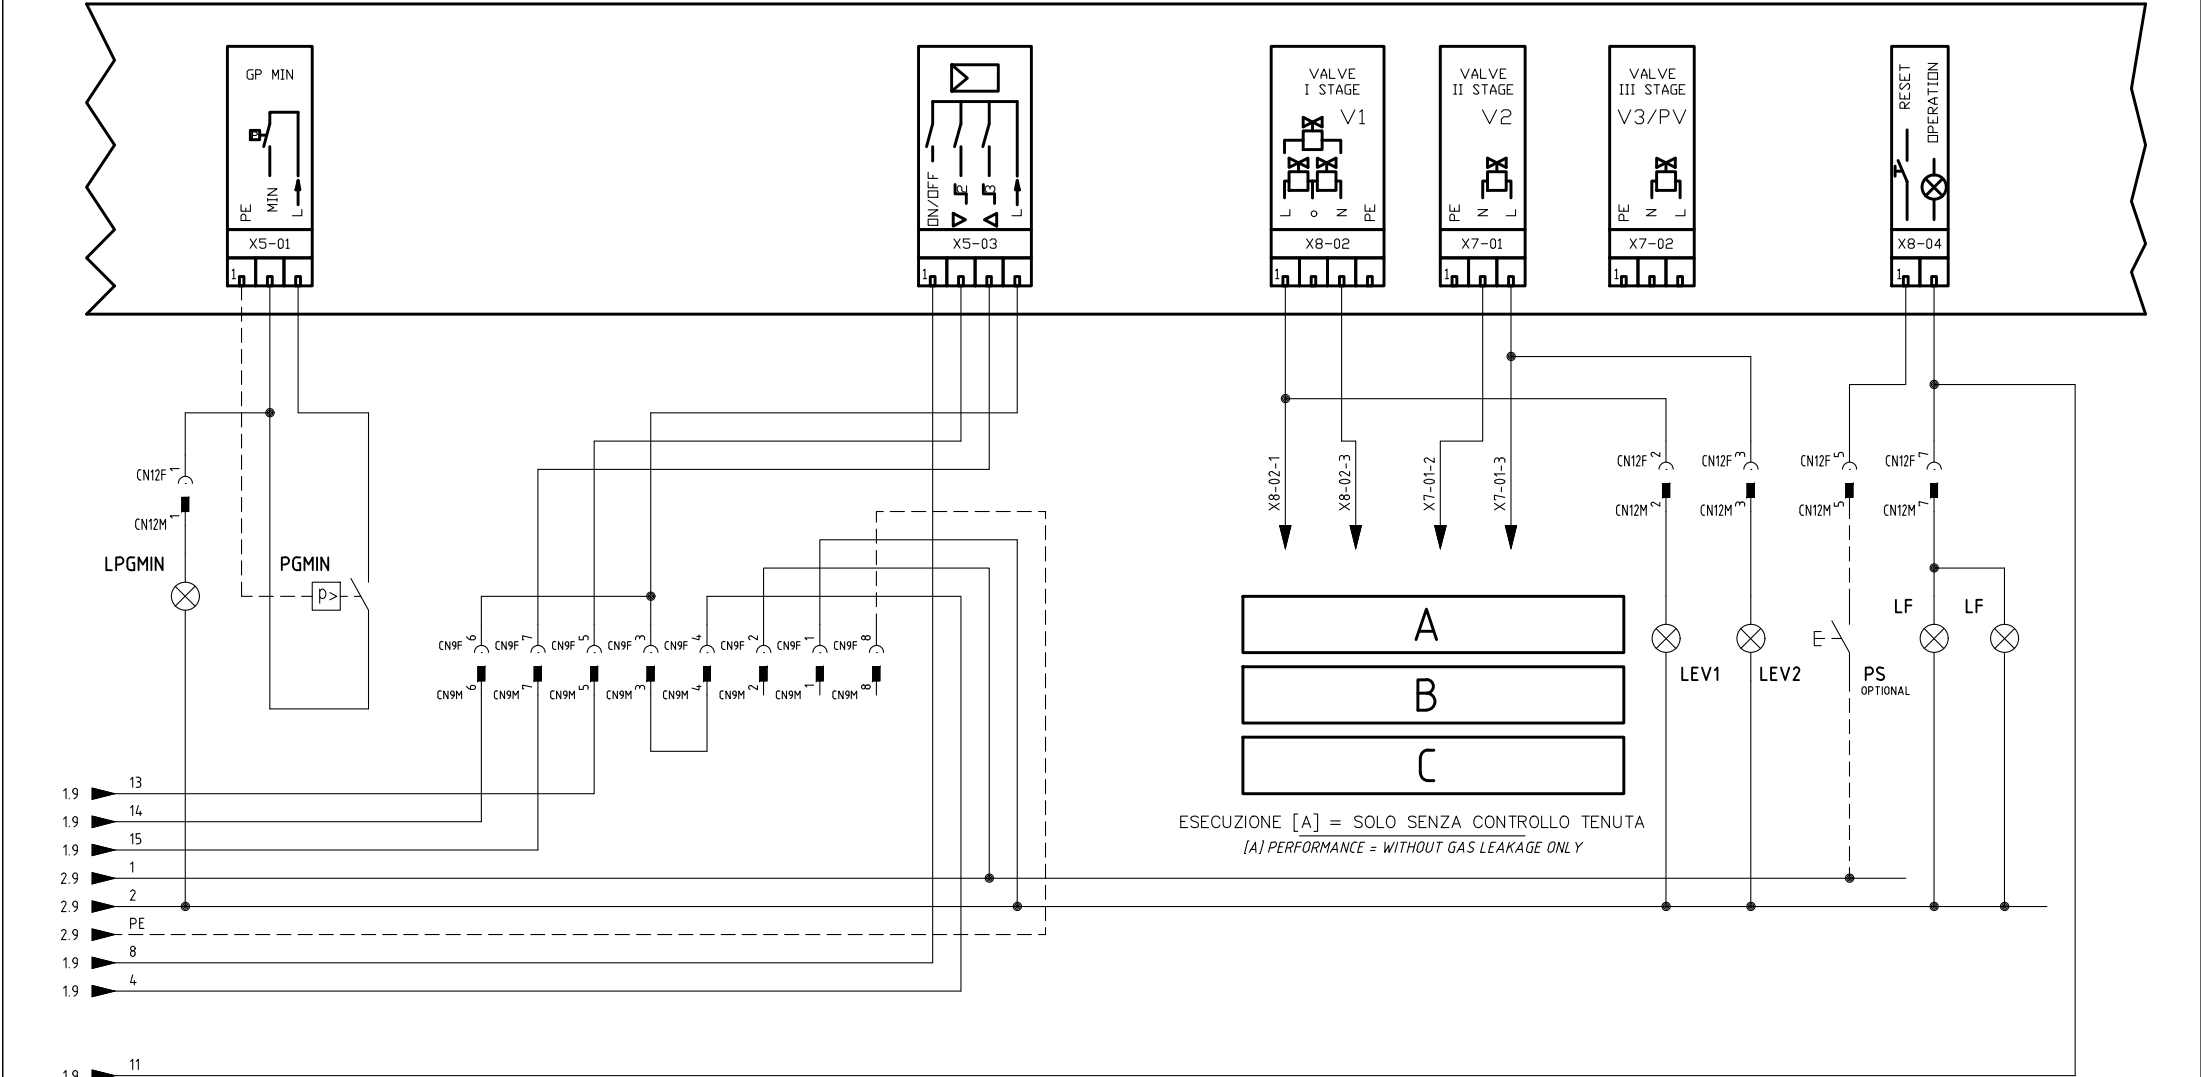 GP MIN
PE
MIN
L
X5-01
1
ON/OFF
2
3
L
X5-03
1
VALVE
I STAGE
V1
L
N
PE
X8-02
1
VALVE
II STAGE
V2
PE
N
L
X7-01
VALVE
III STAGE
V3/PV
PE
N
L
X7-02
RESET
OPERATION
X8-04
1
CN12F 1
CN12M 1
LPGMIN
PGMIN
p>
X8-02-1
X8-02-3
X7-01-2
X7-01-3
CN12F 2
CN12F 3
CN12F 5
CN12F 7
CN12M 2
CN12M 3
CN12M 5
CN12M 7
CN9F 6
CN9F 7
CN9F 5
CN9F 3
CN9F 4
CN9F 2
CN9F 1
CN9F 8
CN9M 6
CN9M 7
CN9M 5
CN9M 3
CN9M 4
CN9M 2
CN9M 1
CN9M 8
A
B
C
LF
LF
LEV1
LEV2
PS
OPTIONAL
ESECUZIONE [A] = SOLO SENZA CONTROLLO TENUTA
[A] PERFORMANCE = WITHOUT GAS LEAKAGE ONLY
1.9 13
1.9 14
1.9 15
2.9 1
2.9 2
2.9 PE
1.9 8
1.9 4
1.9 11